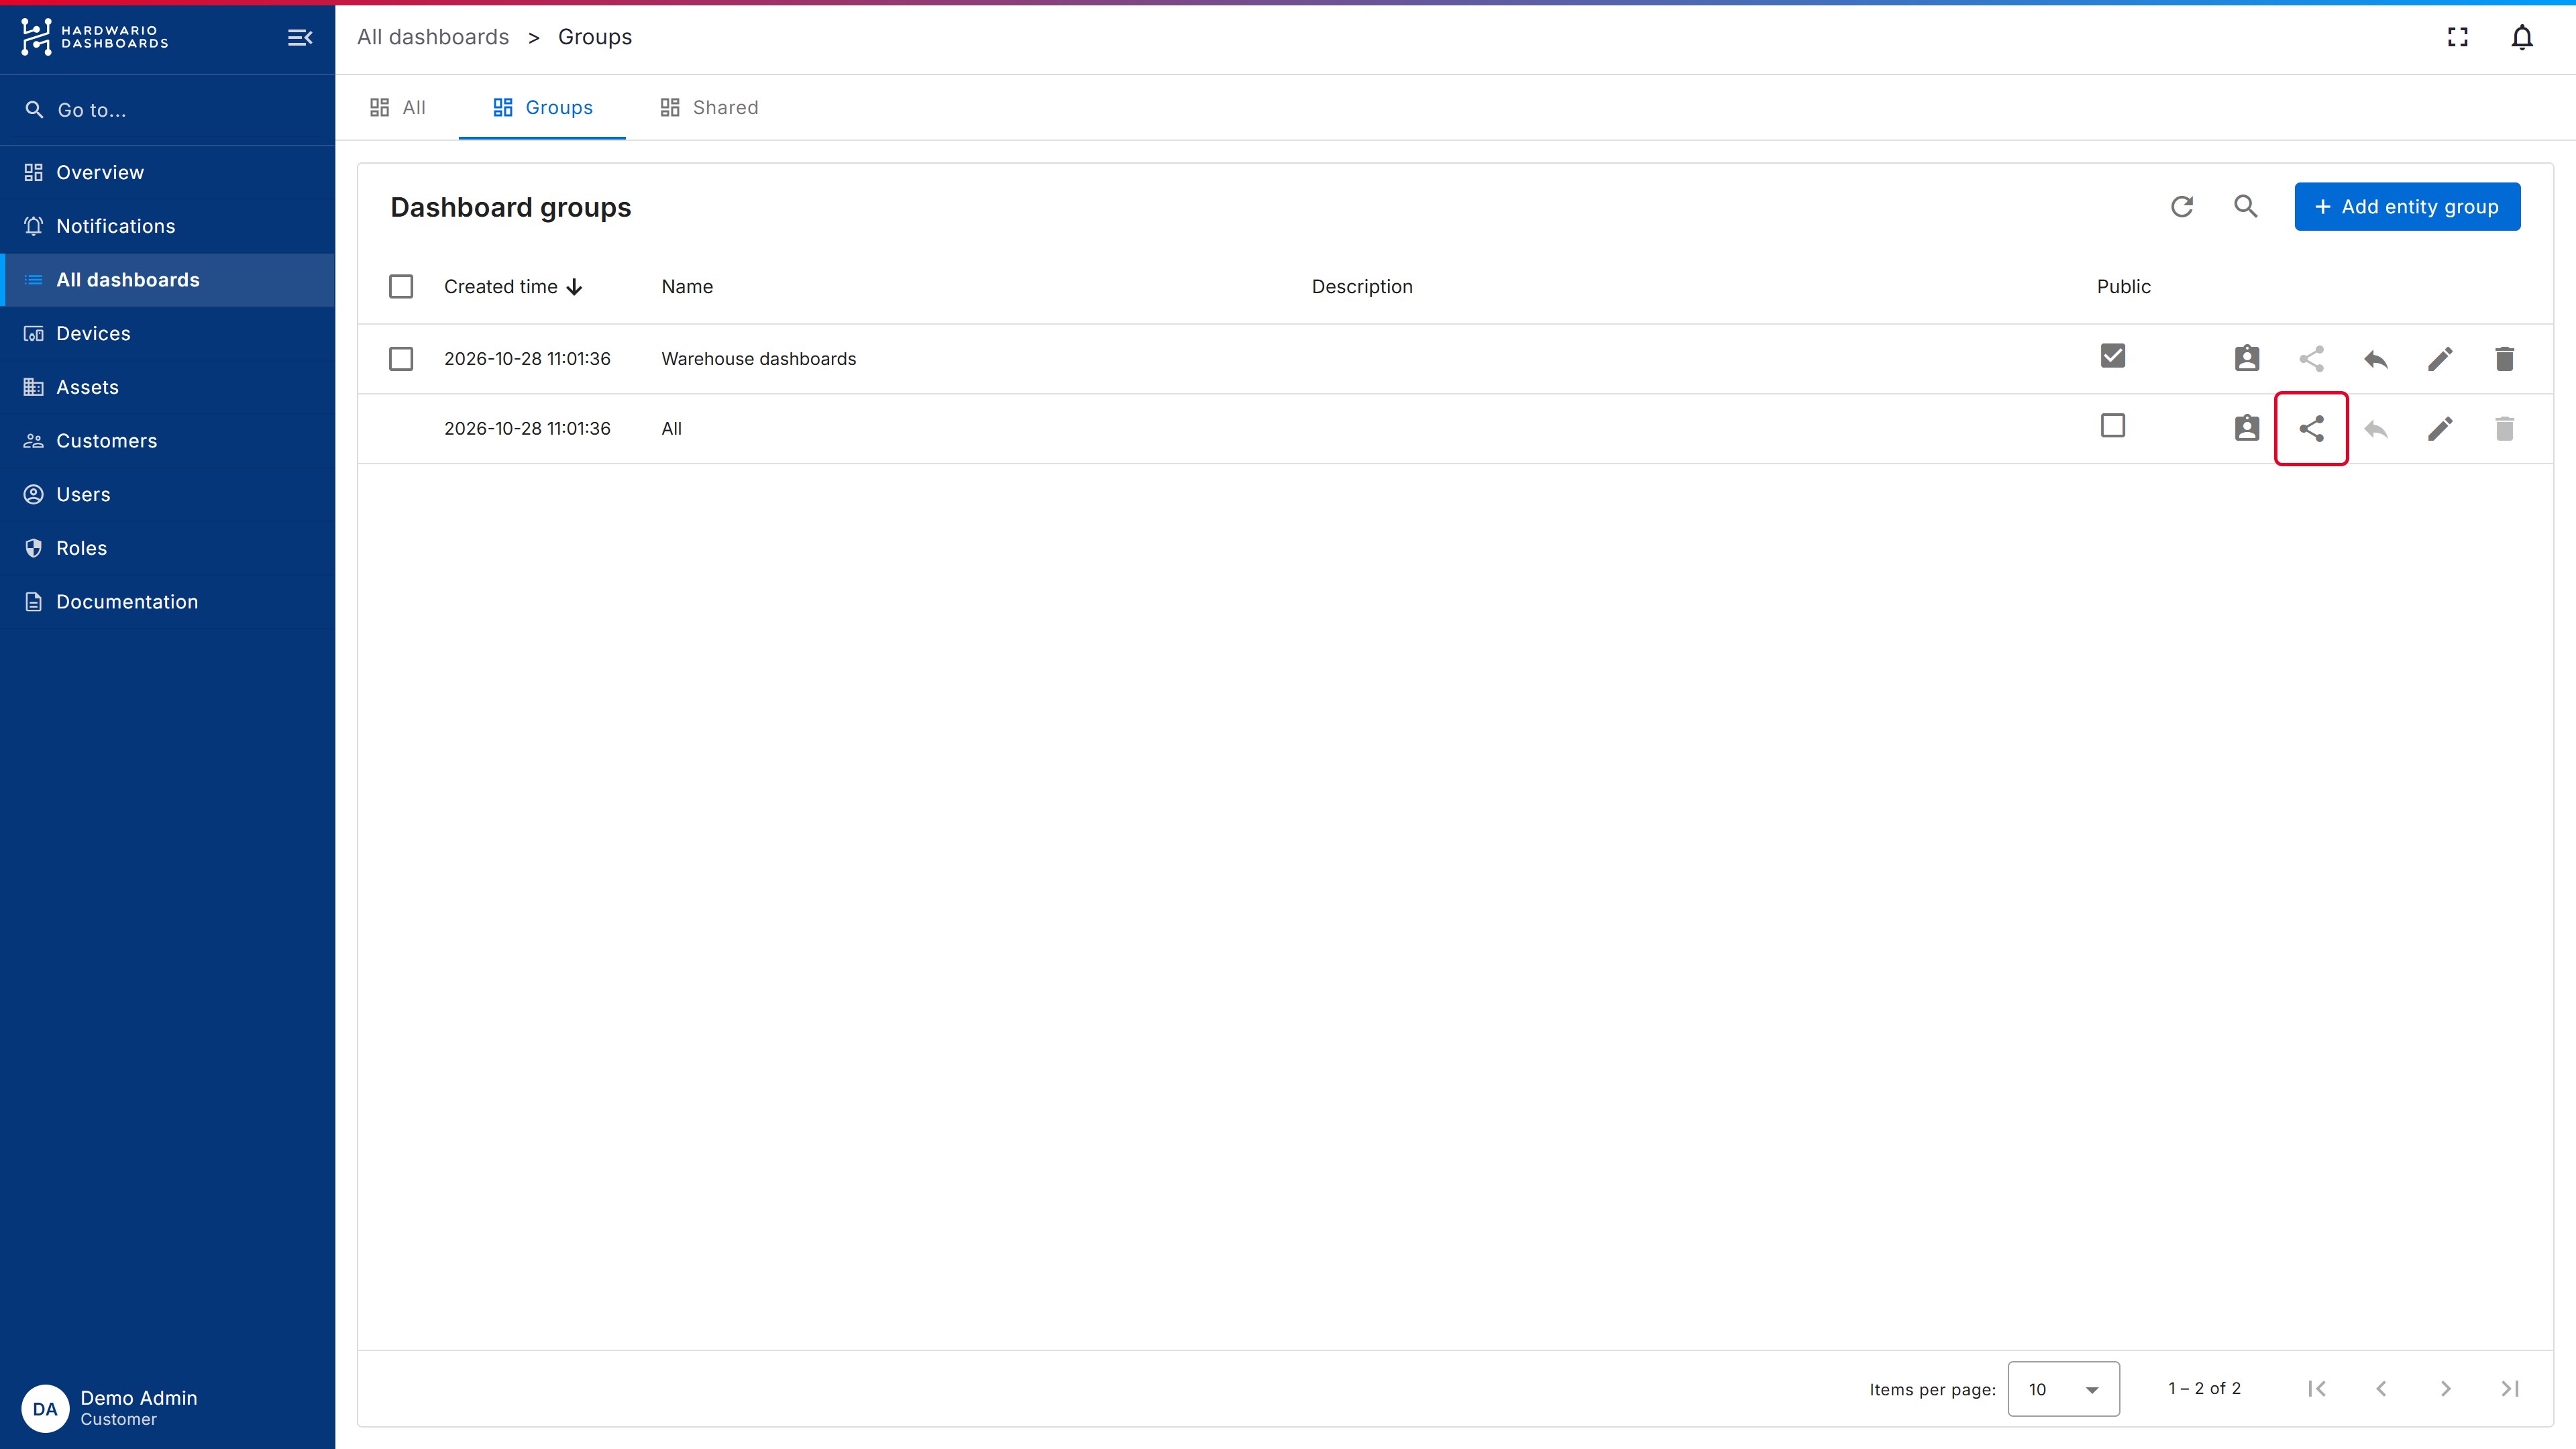 HARDWARIO
DASHBOARDS
All dashboards > Groups
Go to...
All
Groups
Shared
Overview
Notifications
All dashboards
Devices
Assets
Customers
Users
Roles
Documentation
Dashboard groups
+ Add entity group
Created time Name Description Public
2026-10-28 11:01:36 Warehouse dashboards
2026-10-28 11:01:36 All
Items per page: 10 1 – 2 of 2
DA
Demo Admin
Customer